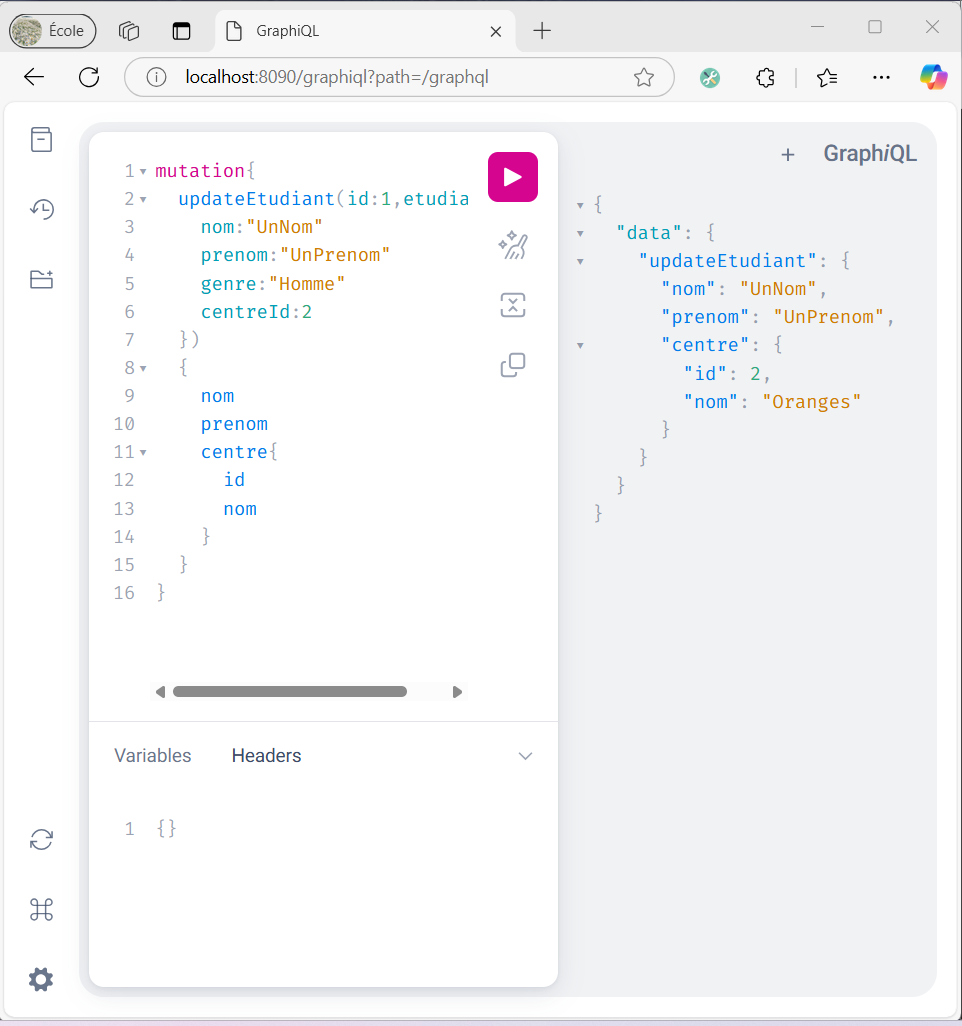 École
GraphiQL
localhost:8090/graphiql?path=/graphql
GraphiQL
1 mutation{
2 updateEtudiant(id:1,etudia
3 nom:"UnNom"
4 prenom:"UnPrenom"
5 genre:"Homme"
6 centreId:2
7 })
8 {
9 nom
10 prenom
11 centre{
12 id
13 nom
14 }
15 }
16 }
Variables Headers
1 {}
{
"data": {
"updateEtudiant": {
"nom": "UnNom",
"prenom": "UnPrenom",
"centre": {
"id": 2,
"nom": "Oranges"
}
}
}
}